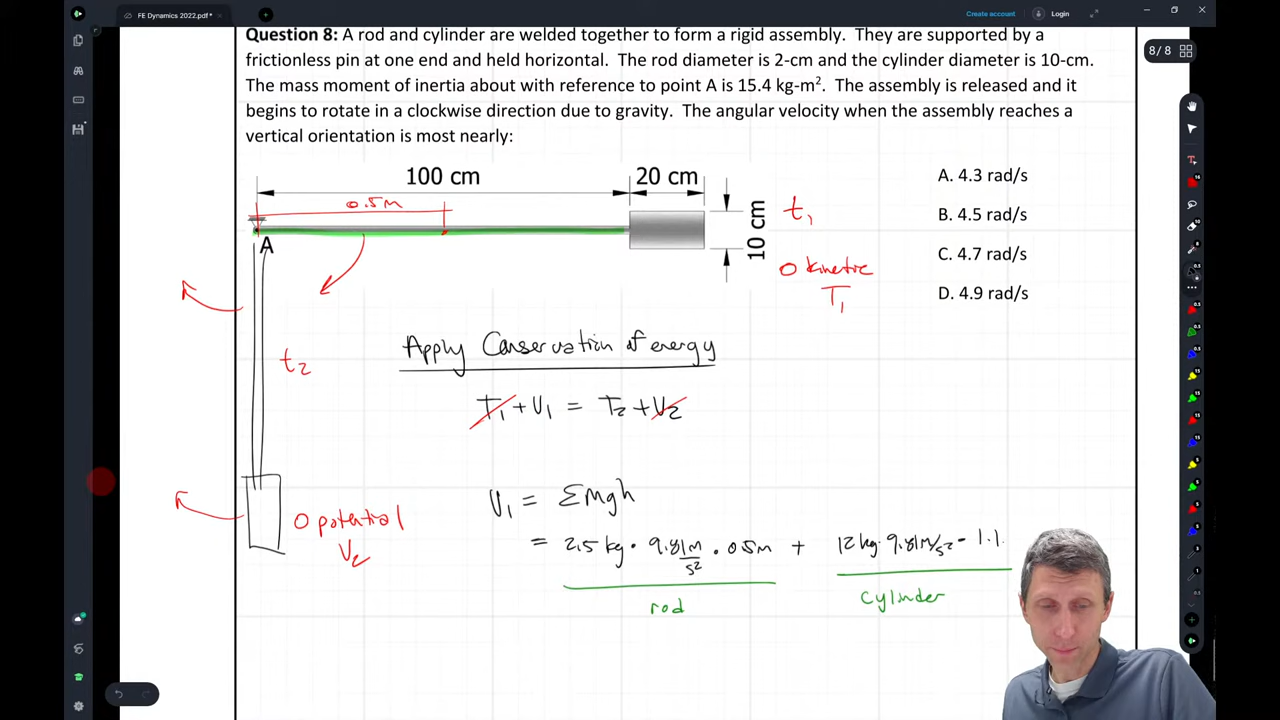 FE Dynamics 2022.pdf*
Create account
Login
8/8
Question 8: A rod and cylinder are welded together to form a rigid assembly. They are supported by a
frictionless pin at one end and held horizontal. The rod diameter is 2-cm and the cylinder diameter is 10-cm.
The mass moment of inertia about with reference to point A is 15.4 kg-m². The assembly is released and it
begins to rotate in a clockwise direction due to gravity. The angular velocity when the assembly reaches a
vertical orientation is most nearly:
100 cm
20 cm
10 cm
0.5m
A
t₁
0 kinetic
T₁
A. 4.3 rad/s
B. 4.5 rad/s
C. 4.7 rad/s
D. 4.9 rad/s
t₂
Apply Conservation of energy
T₁ + V₁ = T₂ + V₂
V₁ = Σmgh
= 2.5 kg · 9.81 m/s² · 0.5m + 12 kg · 9.81 m/s² · 1.1
rod
cylinder
0 potential
V₂